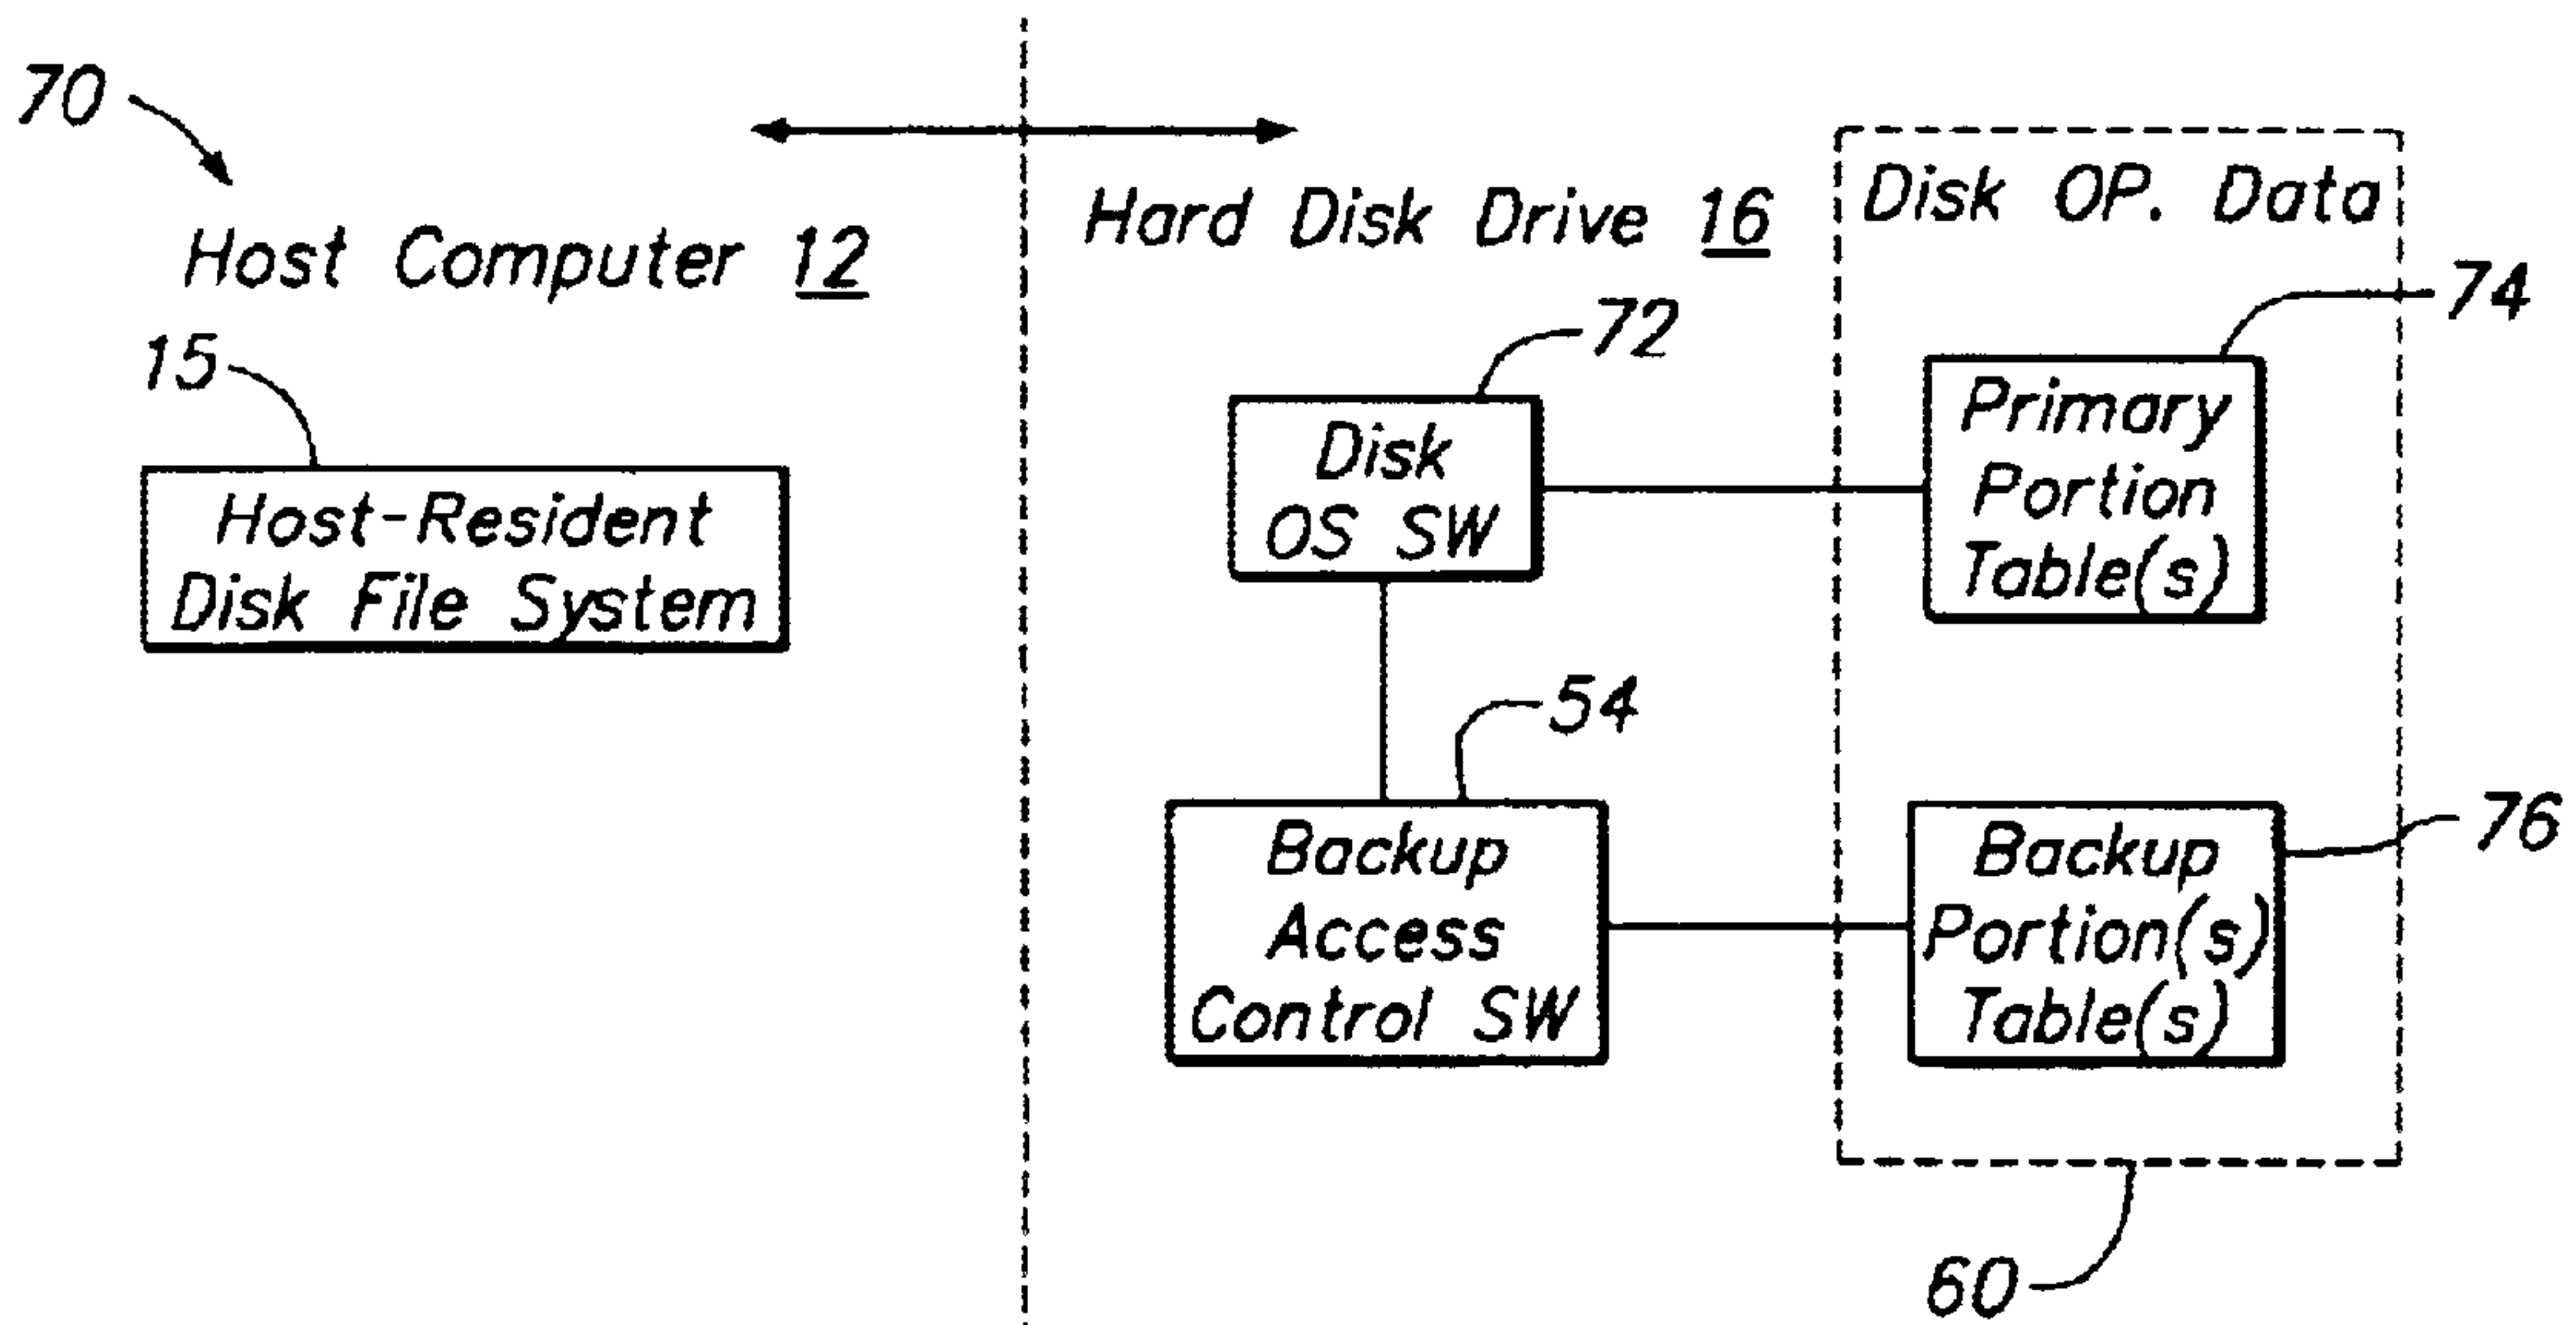 70
Host Computer 12
15
Host-Resident
Disk File System
Hard Disk Drive 16
72
Disk
OS SW
54
Backup
Access
Control SW
Disk OP. Data
74
Primary
Portion
Table(s)
76
Backup
Portion(s)
Table(s)
60